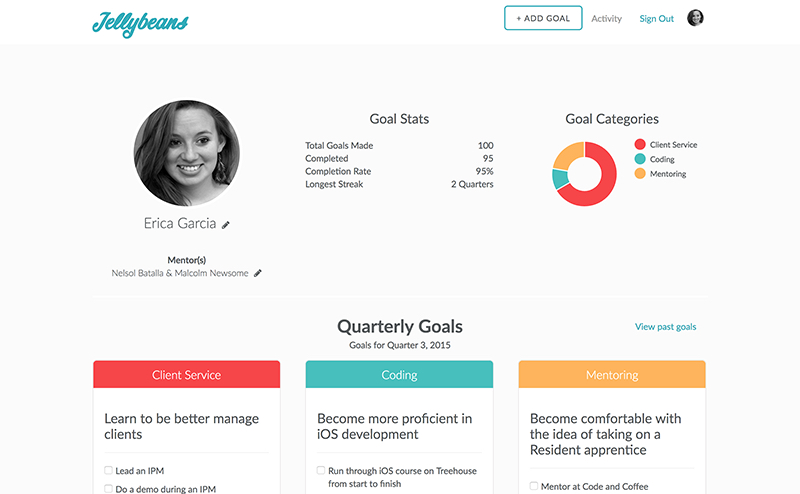 Jellybeans
+ ADD GOAL
Activity
Sign Out
Erica Garcia
Mentor(s)
Nelsol Batalla & Malcolm Newsome
Goal Stats
Total Goals Made 100
Completed 95
Completion Rate 95%
Longest Streak 2 Quarters
Goal Categories
Client Service
Coding
Mentoring
Quarterly Goals
Goals for Quarter 3, 2015
View past goals
Client Service
Learn to be better manage
clients
Lead an IPM
Do a demo during an IPM
Coding
Become more proficient in
iOS development
Run through iOS course on Treehouse
from start to finish
Mentoring
Become comfortable with
the idea of taking on a
Resident apprentice
Mentor at Code and Coffee